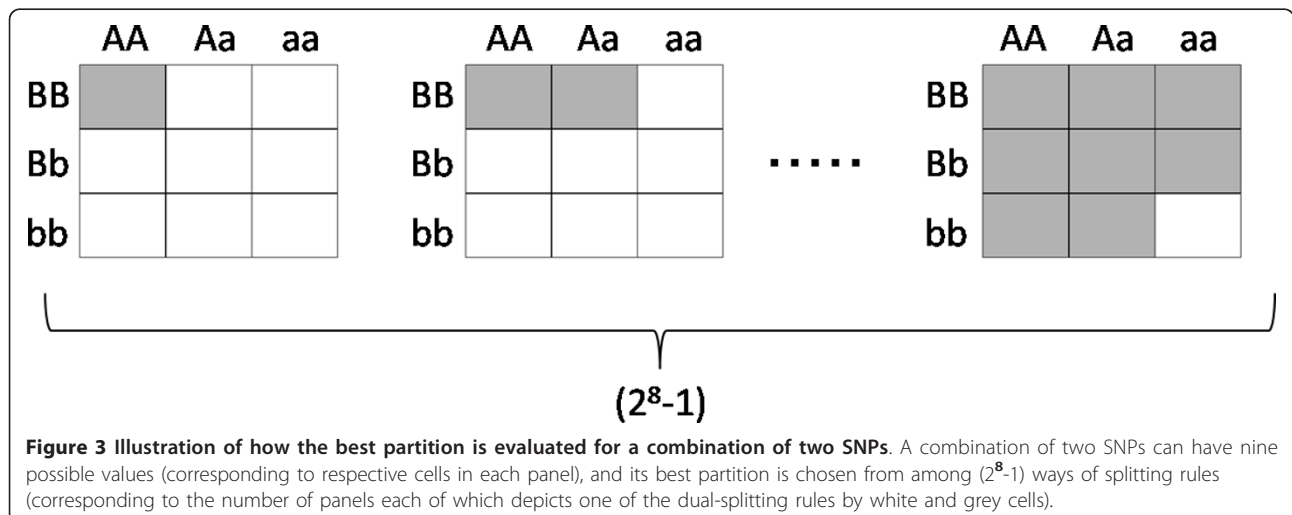 AA Aa aa AA Aa aa AA Aa aa
BB BB BB
Bb Bb ..... Bb
bb bb bb
(2⁸-1)
Figure 3 Illustration of how the best partition is evaluated for a combination of two SNPs. A combination of two SNPs can have nine
possible values (corresponding to respective cells in each panel), and its best partition is chosen from among (2⁸-1) ways of splitting rules
(corresponding to the number of panels each of which depicts one of the dual-splitting rules by white and grey cells).